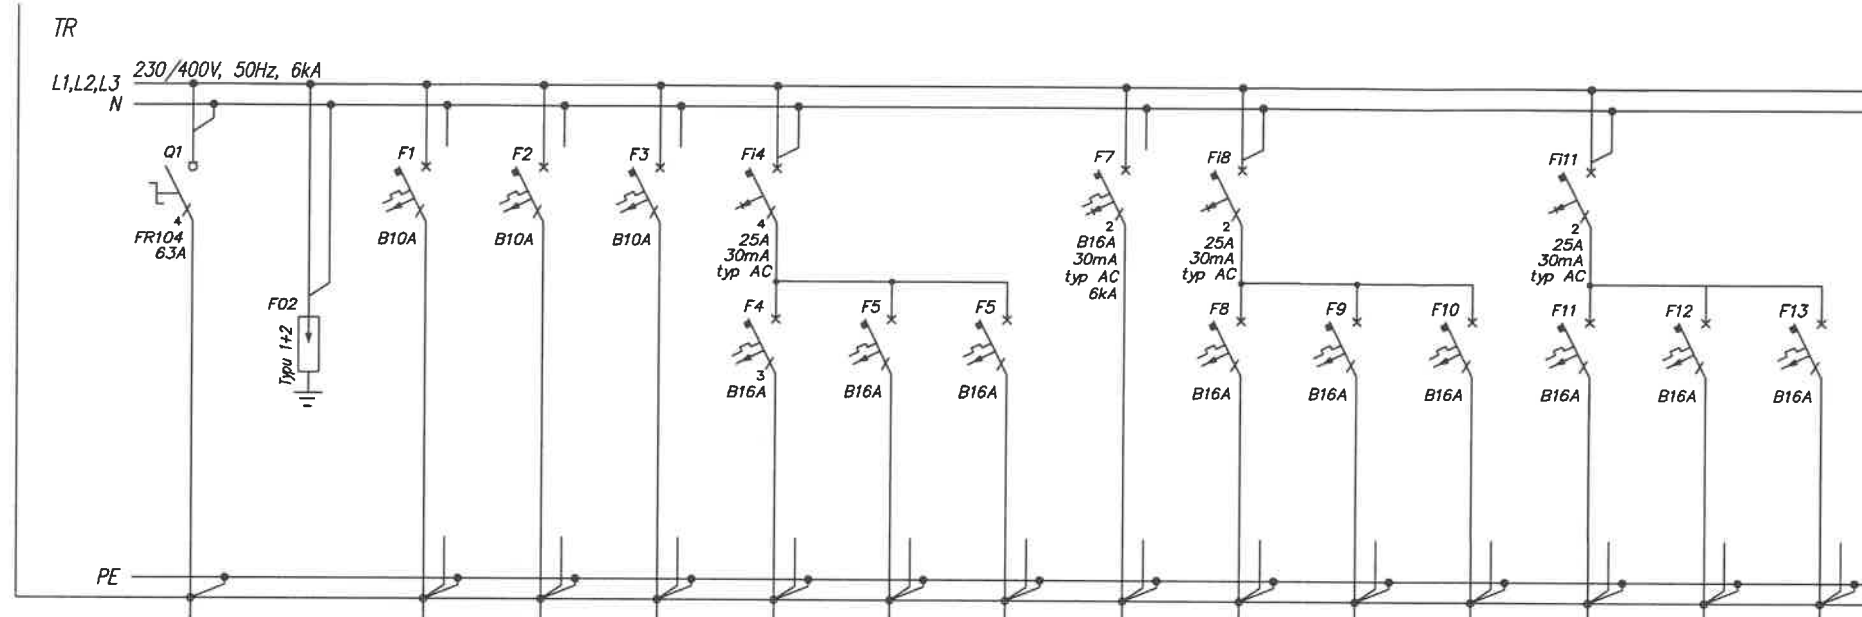 TR
230/400V, 50Hz, 6kA
L1,L2,L3
N
Q1
4
FR104
63A
F02
Typu 1+2
F1
B10A
F2
B10A
F3
B10A
Fi4
4
25A
30mA
typ AC
F4
3
B16A
F5
B16A
F5
B16A
F7
2
B16A
30mA
typ AC
6kA
Fi8
2
25A
30mA
typ AC
F8
B16A
F9
B16A
F10
B16A
Fi11
2
25A
30mA
typ AC
F11
B16A
F12
B16A
F13
B16A
PE